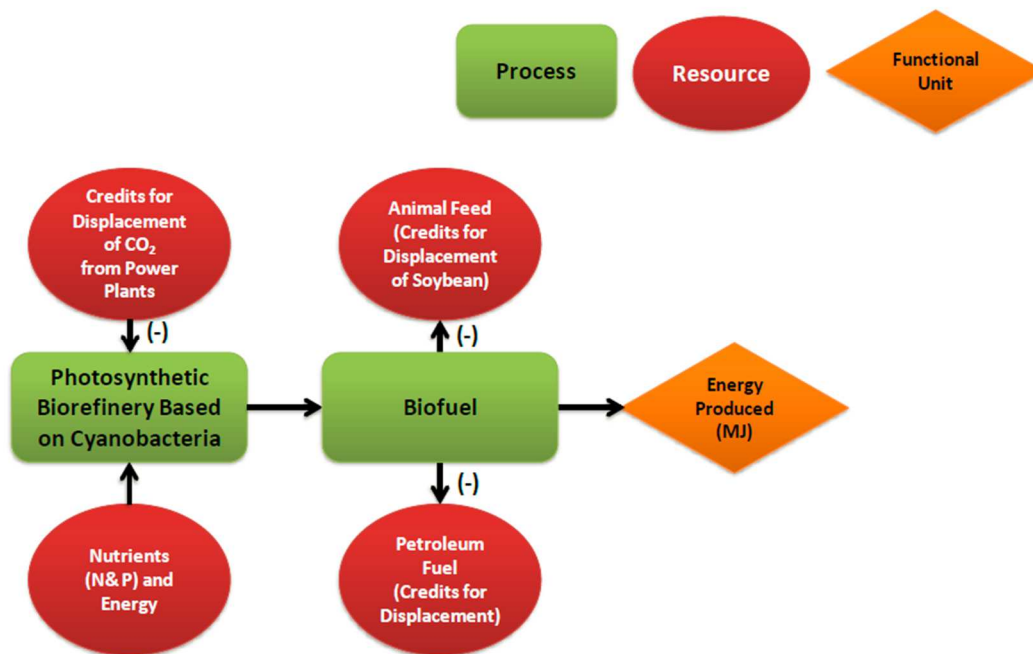 Process
Resource
Functional
Unit
Credits for
Displacement
of CO₂
from Power
Plants
(-)
Animal Feed
(Credits for
Displacement
of Soybean)
(-)
Photosynthetic
Biorefinery Based
on Cyanobacteria
Biofuel
Energy
Produced
(MJ)
(-)
Nutrients
(N& P) and
Energy
Petroleum
Fuel
(Credits for
Displacement)